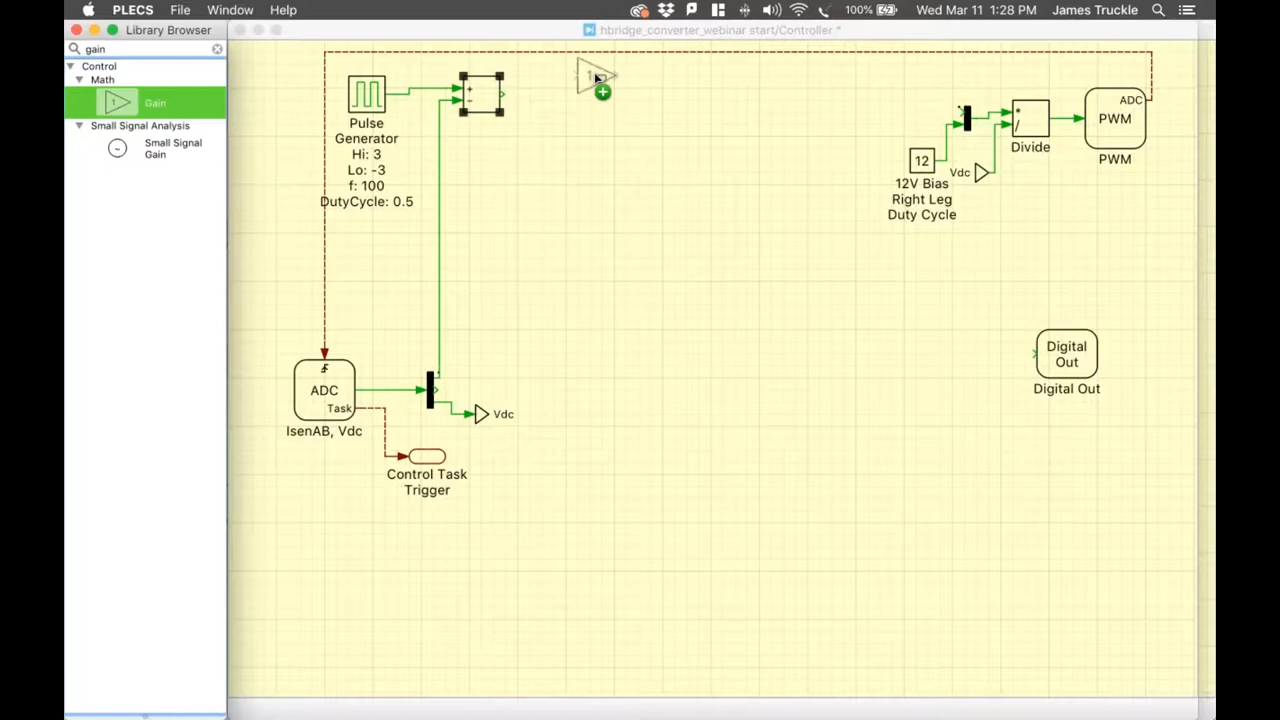 PLECS File Window Help 100% Wed Mar 11 1:28 PM James Truckle
Library Browser
hbridge_converter_webinar start/Controller *
gain
Control
Math
1 Gain
Small Signal Analysis
~ Small Signal
Gain
Pulse
Generator
Hi: 3
Lo: -3
f: 100
DutyCycle: 0.5
+
−
1
12
12V Bias
Right Leg
Duty Cycle
Vdc
*
/
Divide
ADC
PWM
PWM
Digital
Out
Digital Out
ADC
Task
IsenAB, Vdc
Vdc
Control Task
Trigger